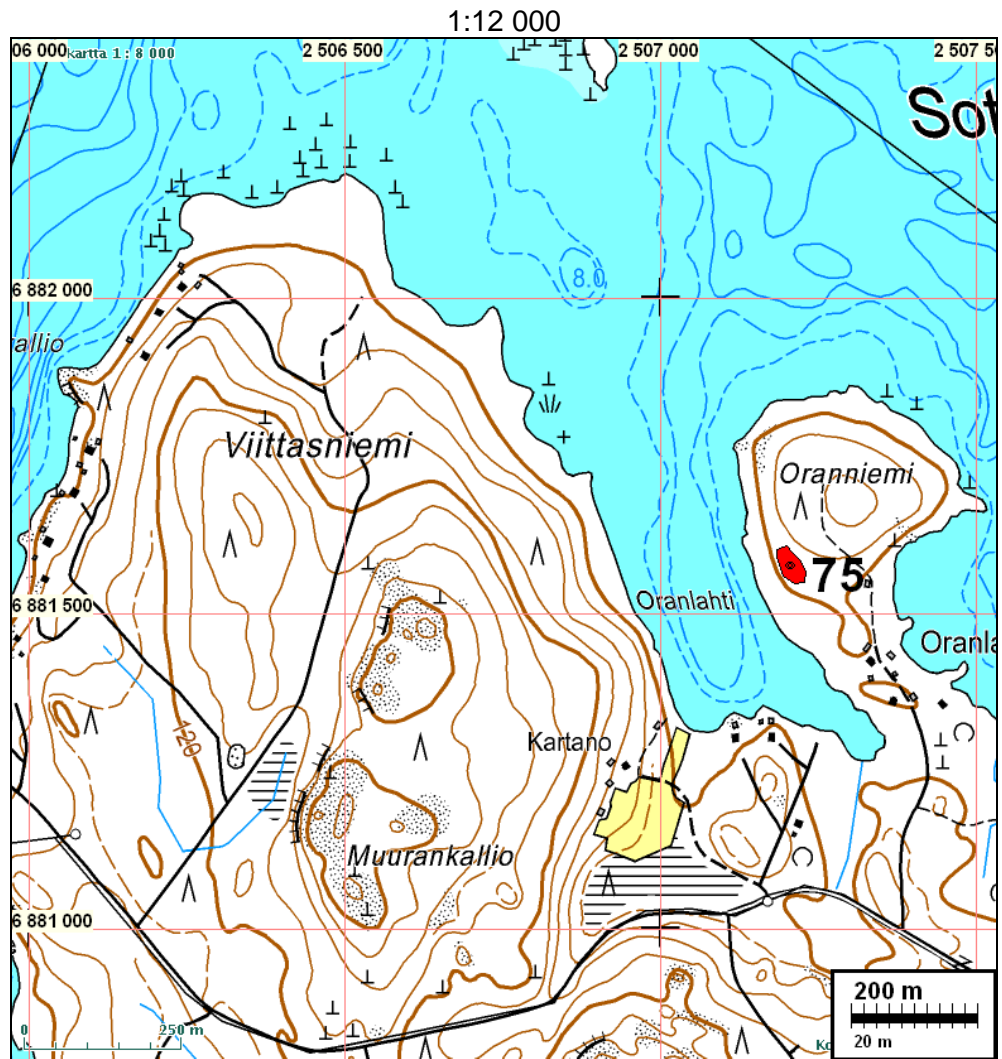 1:12 000
06 000
kartta 1 : 8 000
2 506 500
2 507 000
2 507 50
Sot
8.0
6 882 000
allio
Viittasniemi
Oranniemi
75
6 881 500
Oranlahti
Oranla
120
Kartano
Muurankallio
6 881 000
200 m
20 m
0
250 m